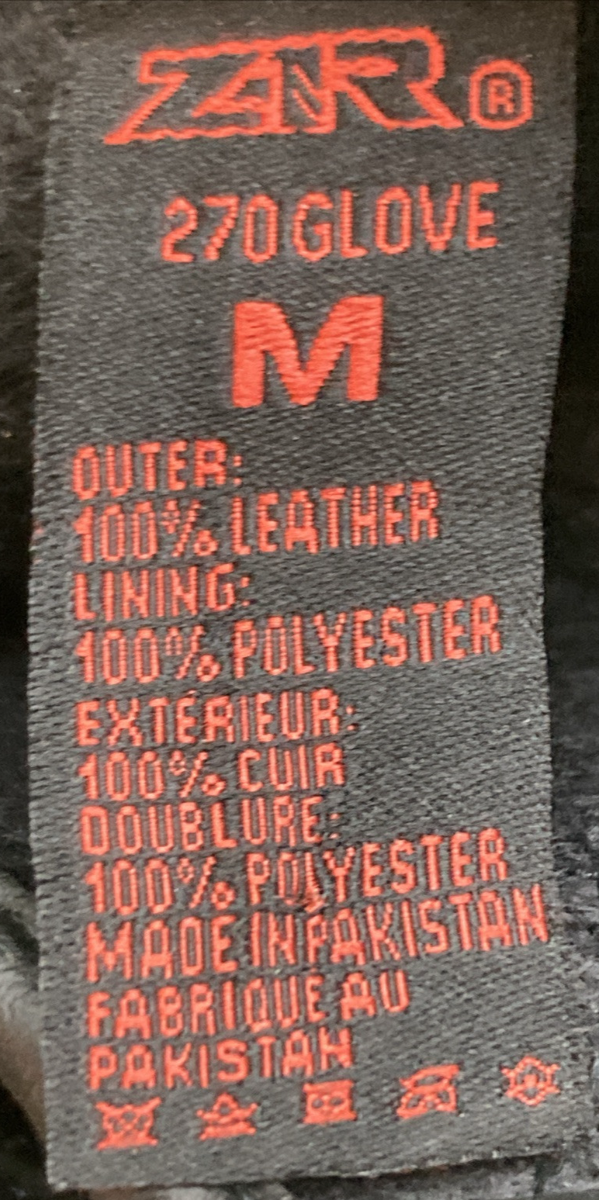 Z1R®
270 GLOVE
M
OUTER:
100% LEATHER
LINING:
100% POLYESTER
EXTÉRIEUR:
100% CUIR
DOUBLURE:
100% POLYESTER
MADE IN PAKISTAN
FABRIQUE AU
PAKISTAN